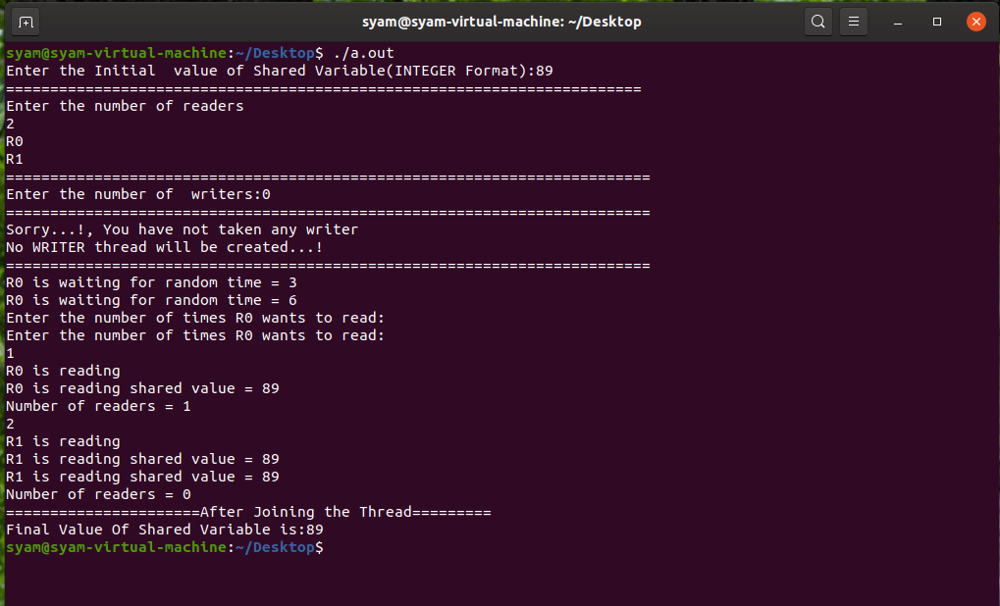 syam@syam-virtual-machine: ~/Desktop
syam@syam-virtual-machine:~/Desktop$ ./a.out
Enter the Initial  value of Shared Variable(INTEGER Format):89
========================================================================
Enter the number of readers
2
R0
R1
=========================================================================
Enter the number of  writers:0
=========================================================================
Sorry...!, You have not taken any writer
No WRITER thread will be created...!
=========================================================================
R0 is waiting for random time = 3
R0 is waiting for random time = 6
Enter the number of times R0 wants to read:
Enter the number of times R0 wants to read:
1
R0 is reading
R0 is reading shared value = 89
Number of readers = 1
2
R1 is reading
R1 is reading shared value = 89
R1 is reading shared value = 89
Number of readers = 0
======================After Joining the Thread=========
Final Value Of Shared Variable is:89
syam@syam-virtual-machine:~/Desktop$